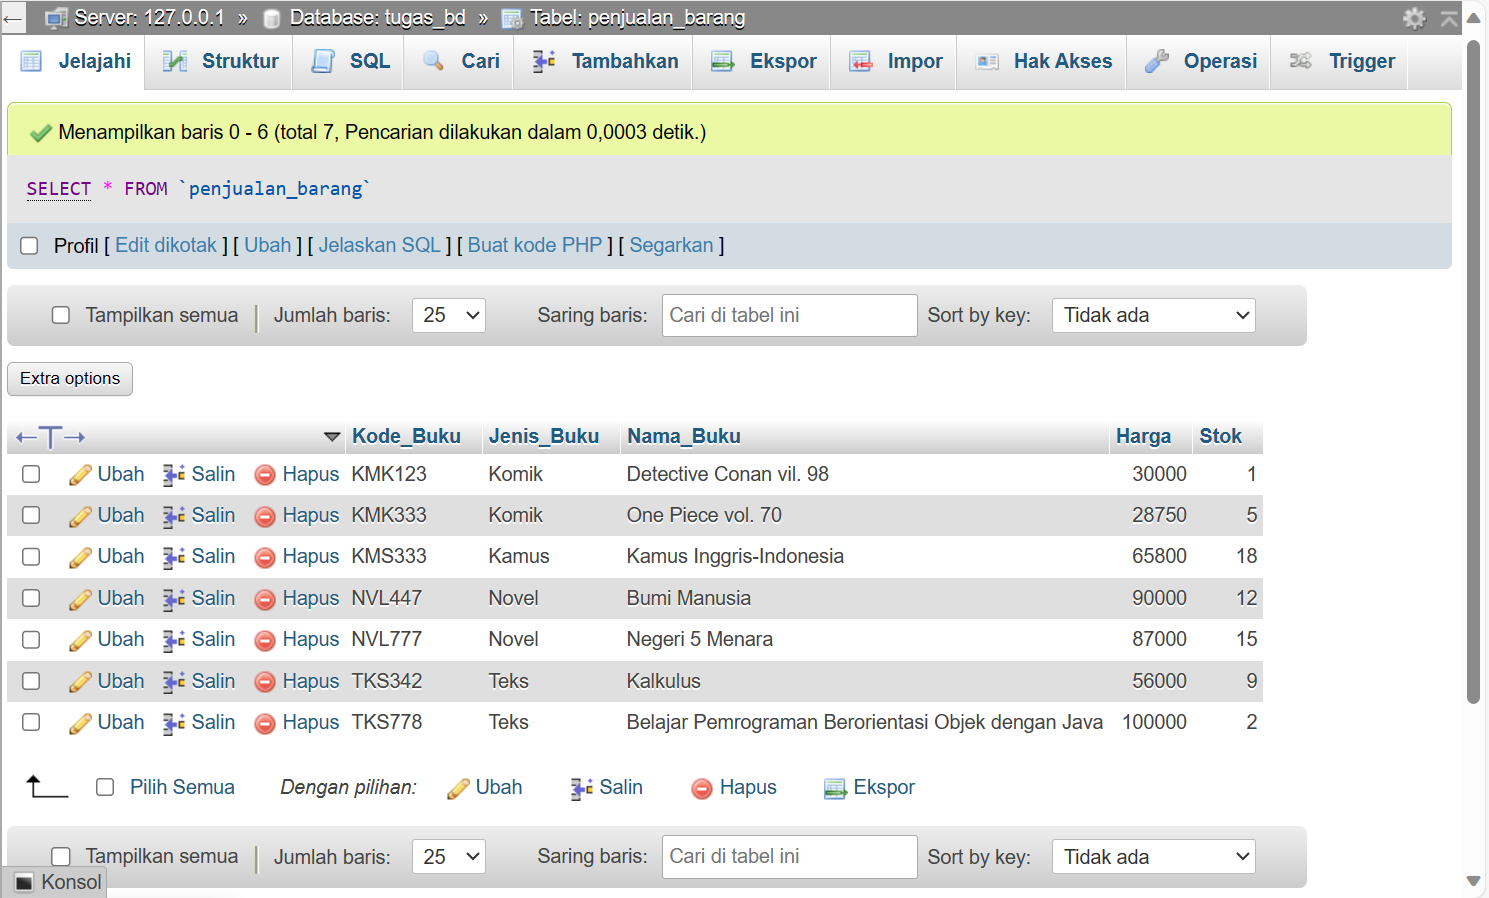 Server: 127.0.0.1 » Database: tugas_bd » Tabel: penjualan_barang
Jelajahi Struktur SQL Cari Tambahkan Ekspor Impor Hak Akses Operasi Trigger
Menampilkan baris 0 - 6 (total 7, Pencarian dilakukan dalam 0,0003 detik.)
SELECT * FROM `penjualan_barang`
Profil [ Edit dikotak ] [ Ubah ] [ Jelaskan SQL ] [ Buat kode PHP ] [ Segarkan ]
Tampilkan semua Jumlah baris: 25 Saring baris: Cari di tabel ini Sort by key: Tidak ada
Extra options
Kode_Buku Jenis_Buku Nama_Buku Harga Stok
Ubah Salin Hapus KMK123 Komik Detective Conan vil. 98 30000 1
Ubah Salin Hapus KMK333 Komik One Piece vol. 70 28750 5
Ubah Salin Hapus KMS333 Kamus Kamus Inggris-Indonesia 65800 18
Ubah Salin Hapus NVL447 Novel Bumi Manusia 90000 12
Ubah Salin Hapus NVL777 Novel Negeri 5 Menara 87000 15
Ubah Salin Hapus TKS342 Teks Kalkulus 56000 9
Ubah Salin Hapus TKS778 Teks Belajar Pemrograman Berorientasi Objek dengan Java 100000 2
Pilih Semua Dengan pilihan: Ubah Salin Hapus Ekspor
Tampilkan semua Jumlah baris: 25 Saring baris: Cari di tabel ini Sort by key: Tidak ada
Konsol